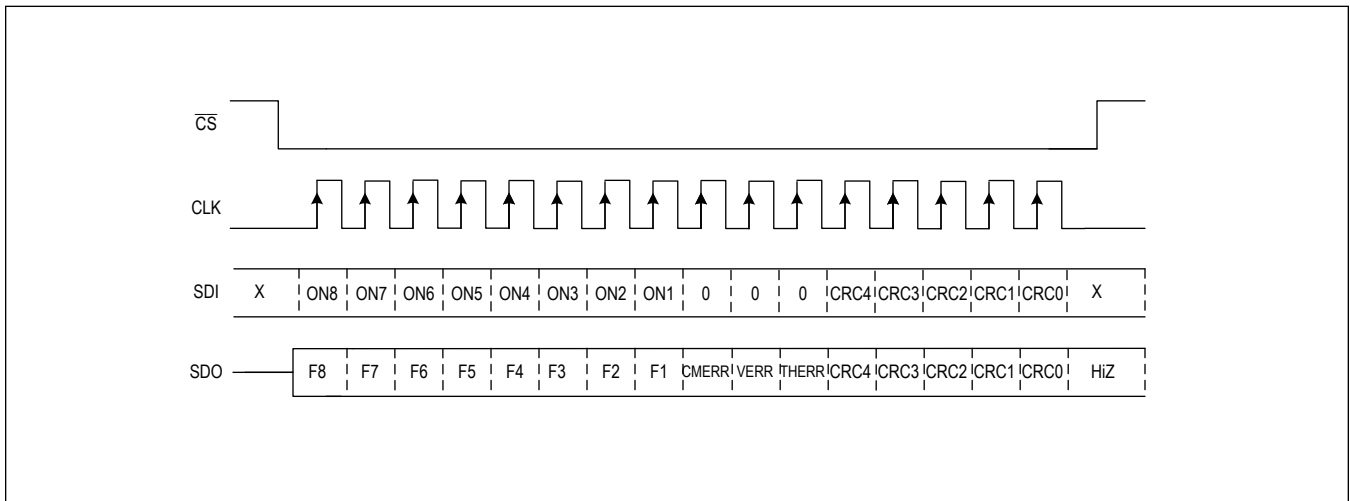 C̅S̅
CLK
SDI X ON8 ON7 ON6 ON5 ON4 ON3 ON2 ON1 0 0 0 CRC4 CRC3 CRC2 CRC1 CRC0 X
SDO F8 F7 F6 F5 F4 F3 F2 F1 CMERR VERR THERR CRC4 CRC3 CRC2 CRC1 CRC0 HiZ